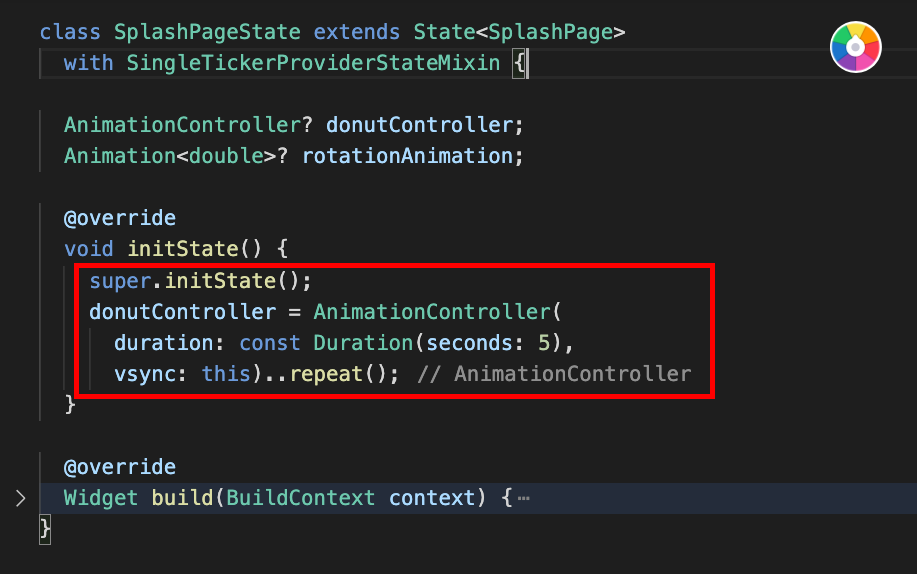 class SplashPageState extends State<SplashPage>
with SingleTickerProviderStateMixin {
AnimationController? donutController;
Animation<double>? rotationAnimation;
@override
void initState() {
super.initState();
donutController = AnimationController(
duration: const Duration(seconds: 5),
vsync: this)..repeat(); // AnimationController
}
@override
Widget build(BuildContext context) {⋯
}